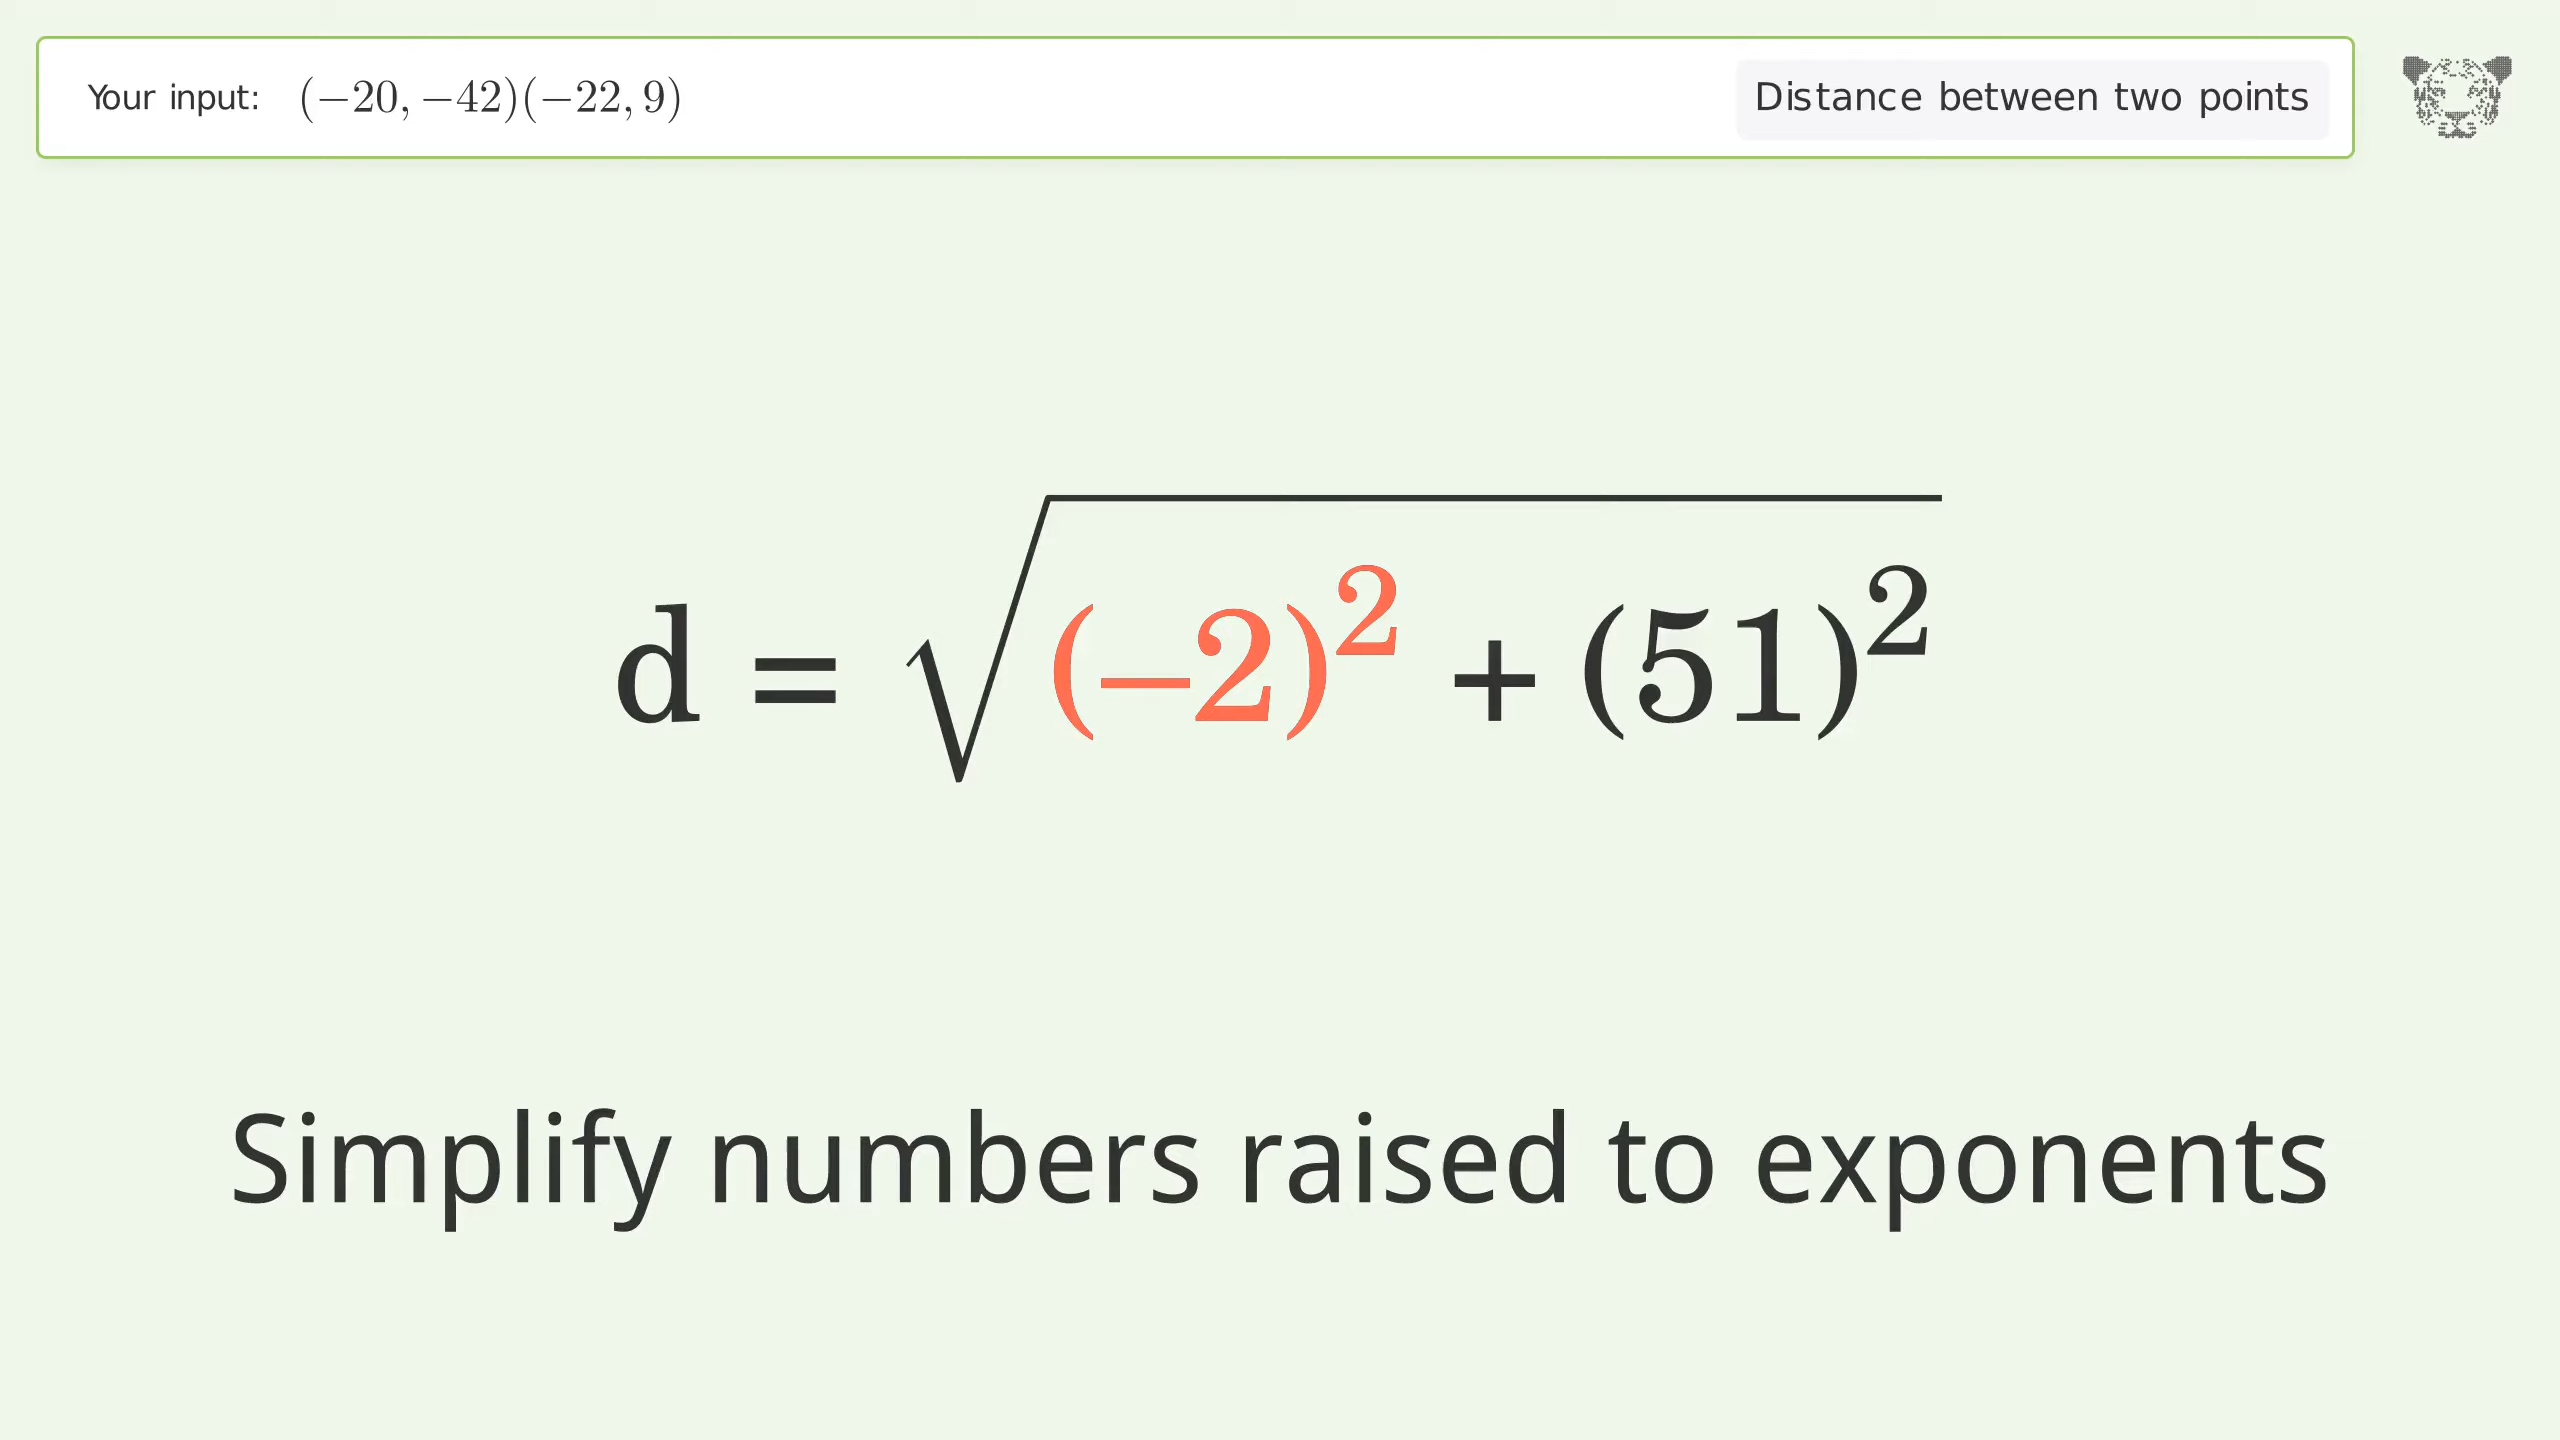 Your input: (−20, −42)(−22, 9)
Distance between two points
d = √((−2)² + (51)²)
Simplify numbers raised to exponents